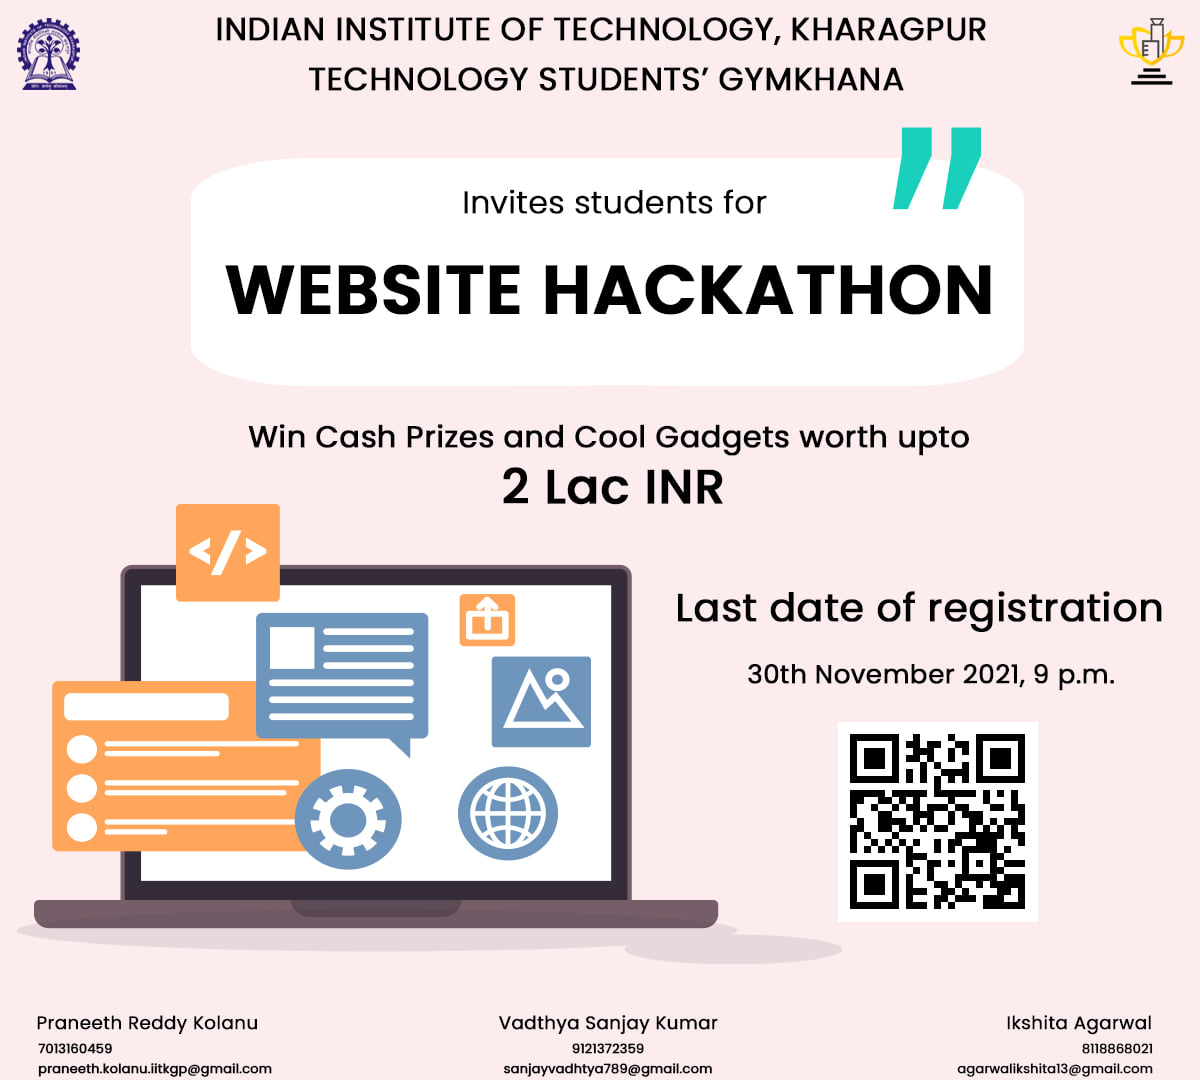 INDIAN INSTITUTE OF TECHNOLOGY, KHARAGPUR
TECHNOLOGY STUDENTS’ GYMKHANA
Invites students for
WEBSITE HACKATHON
Win Cash Prizes and Cool Gadgets worth upto
2 Lac INR
</>
Last date of registration
30th November 2021, 9 p.m.
Praneeth Reddy Kolanu
7013160459
praneeth.kolanu.iitkgp@gmail.com
Vadthya Sanjay Kumar
9121372359
sanjayvadhtya789@gmail.com
Ikshita Agarwal
8118868021
agarwalikshita13@gmail.com